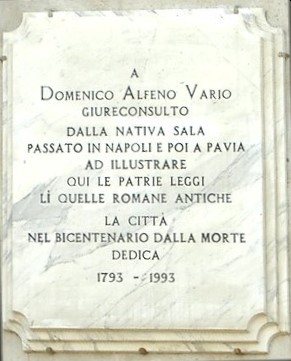 A
DOMENICO ALFENO VARIO
GIURECONSULTO
DALLA NATIVA SALA
PASSATO IN NAPOLI E POI A PAVIA
AD ILLUSTRARE
QUI LE PATRIE LEGGI
LÌ QUELLE ROMANE ANTICHE
LA CITTÀ
NEL BICENTENARIO DALLA MORTE
DEDICA
1793 - 1993